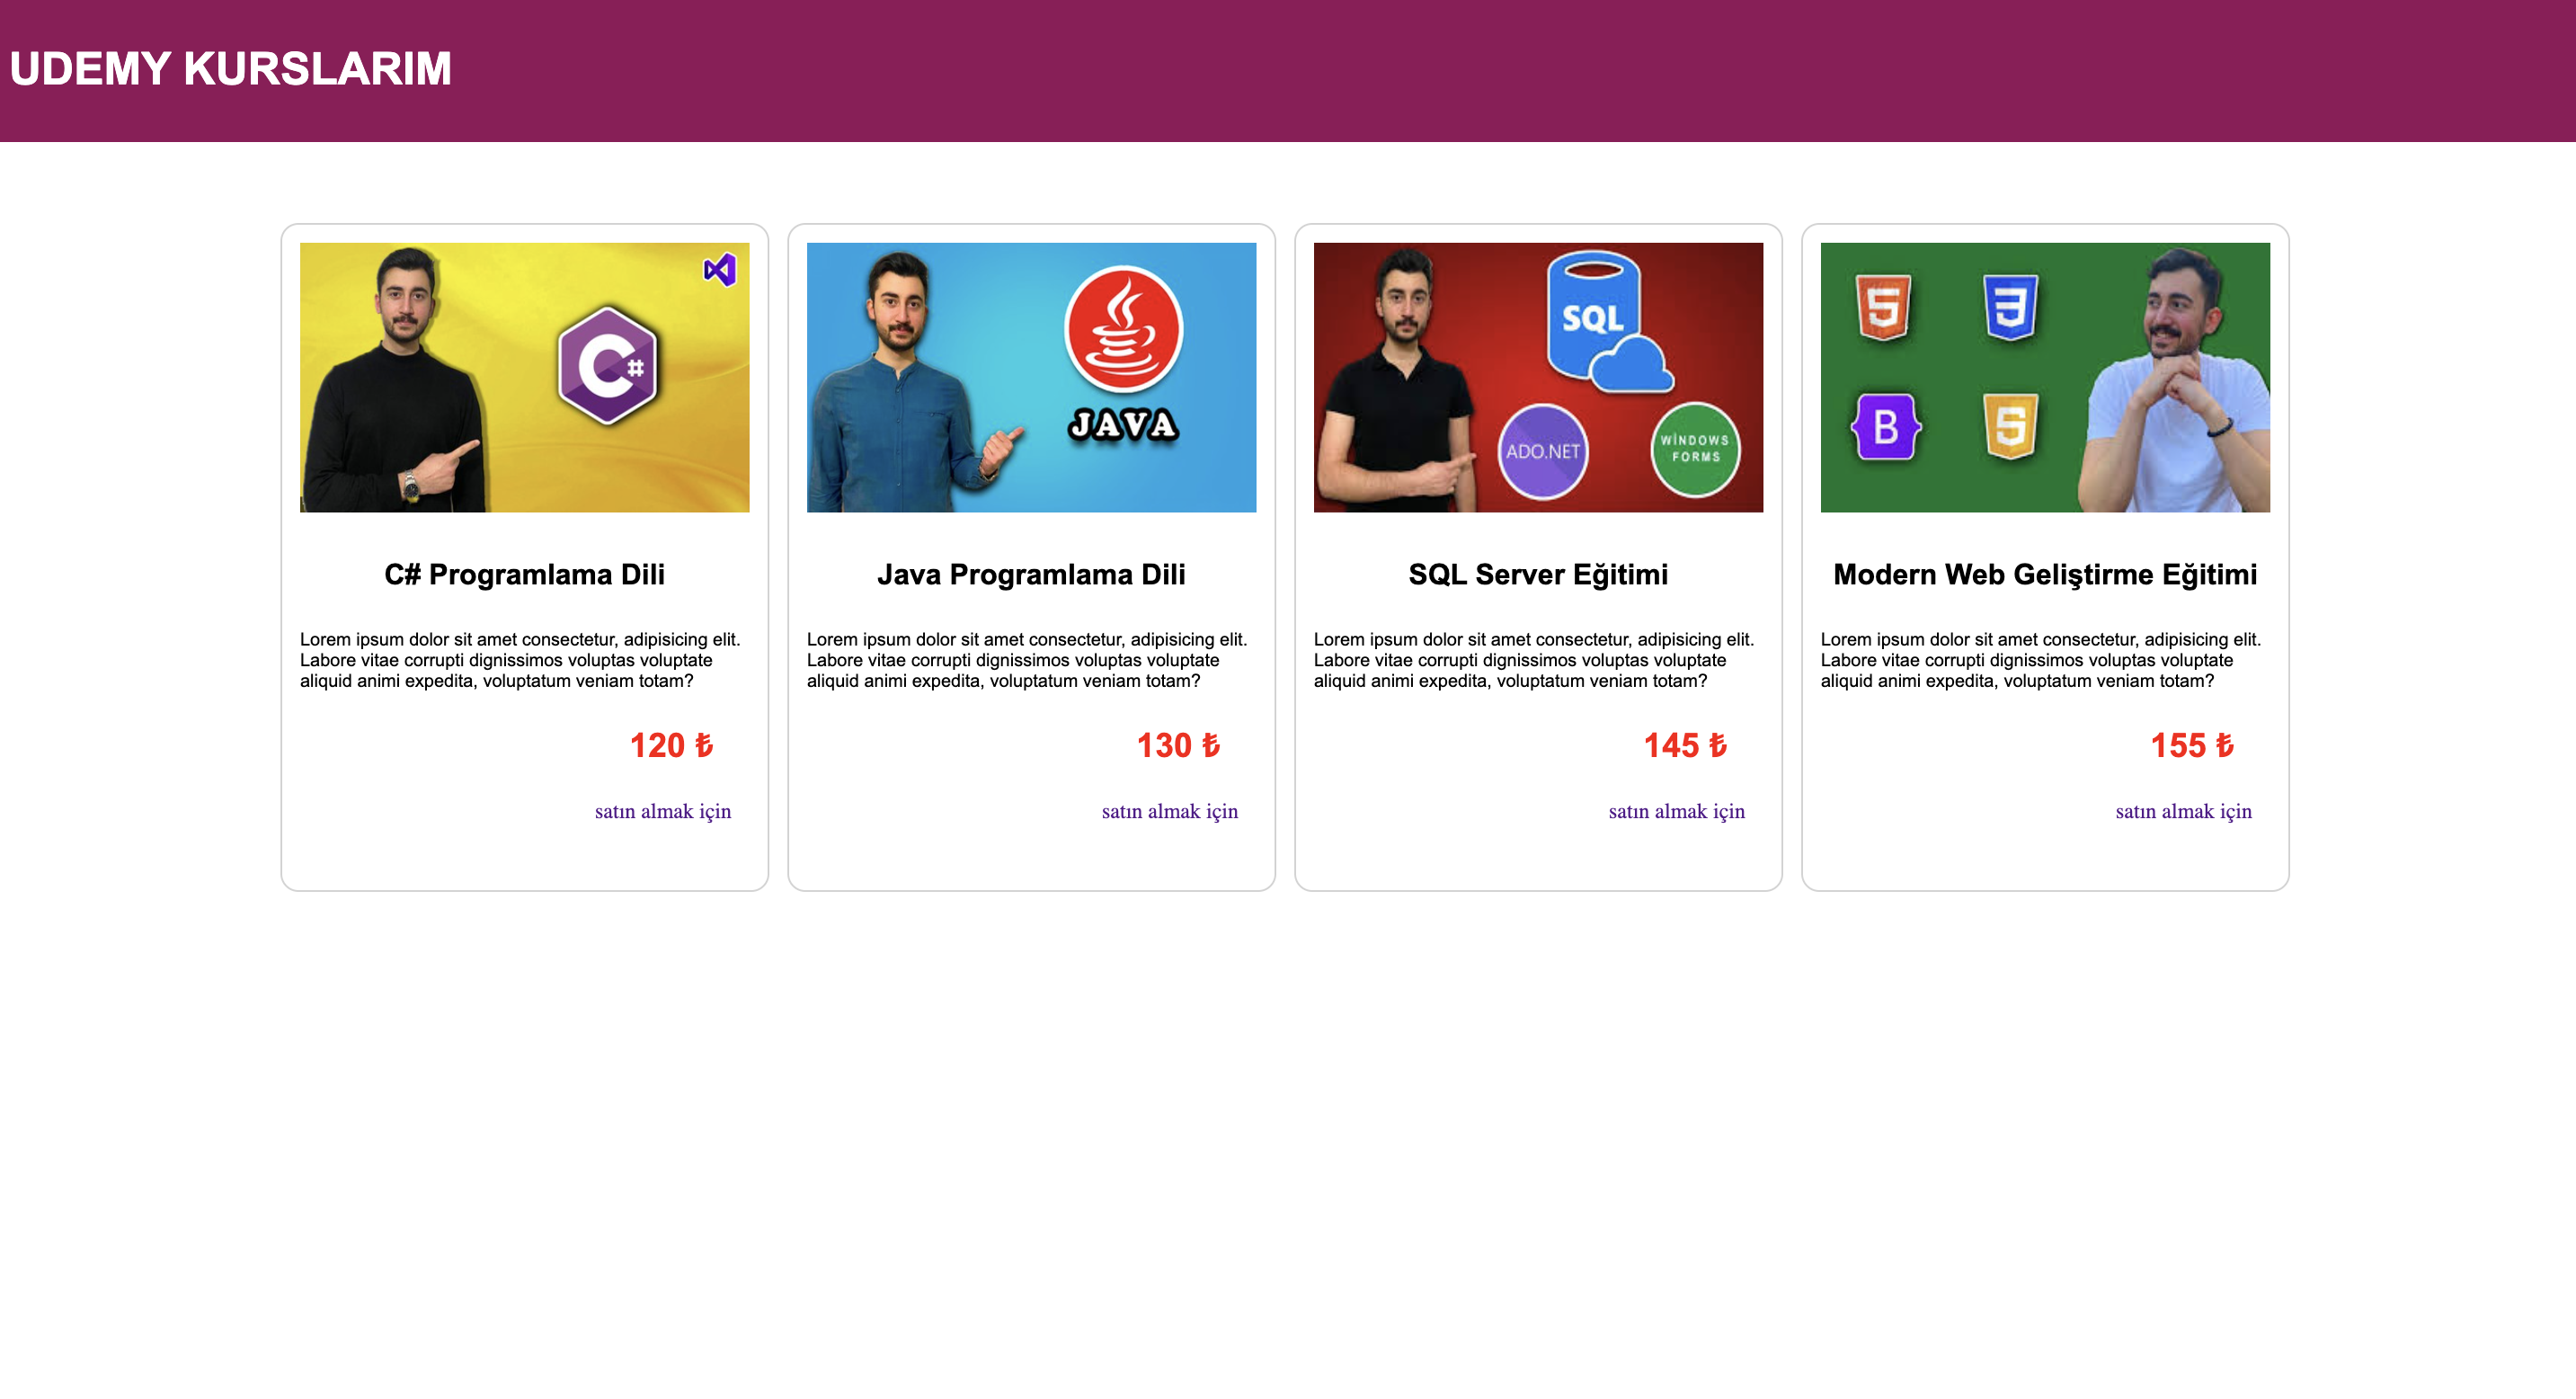 UDEMY KURSLARIM
C#
JAVA
SQL
ADO.NET
WİNDOWS
FORMS
5
3
B
5
C# Programlama Dili
Lorem ipsum dolor sit amet consectetur, adipisicing elit.
Labore vitae corrupti dignissimos voluptas voluptate
aliquid animi expedita, voluptatum veniam totam?
120 ₺
satın almak için
Java Programlama Dili
Lorem ipsum dolor sit amet consectetur, adipisicing elit.
Labore vitae corrupti dignissimos voluptas voluptate
aliquid animi expedita, voluptatum veniam totam?
130 ₺
satın almak için
SQL Server Eğitimi
Lorem ipsum dolor sit amet consectetur, adipisicing elit.
Labore vitae corrupti dignissimos voluptas voluptate
aliquid animi expedita, voluptatum veniam totam?
145 ₺
satın almak için
Modern Web Geliştirme Eğitimi
Lorem ipsum dolor sit amet consectetur, adipisicing elit.
Labore vitae corrupti dignissimos voluptas voluptate
aliquid animi expedita, voluptatum veniam totam?
155 ₺
satın almak için